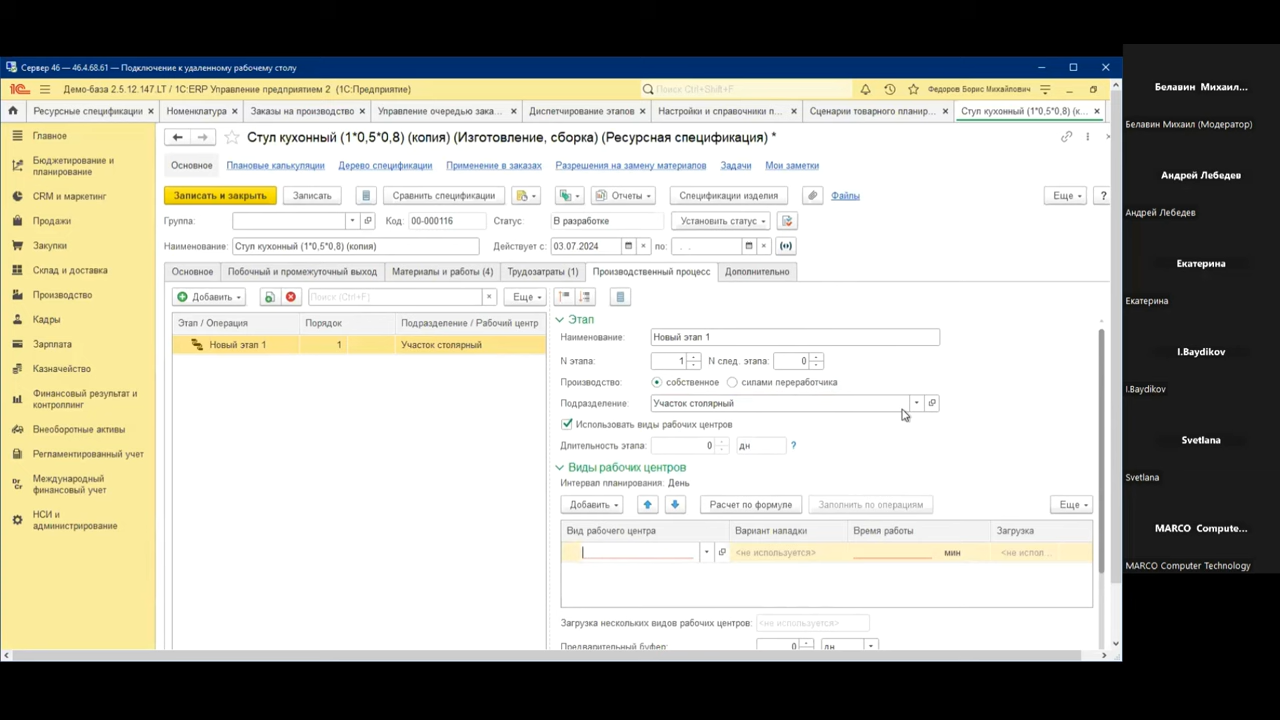 Сервер 46 — 46.4.68.61 — Подключение к удаленному рабочему столу
Демо-база 2.5.12.147.LT / 1С:ERP Управление предприятием 2 (1С:Предприятие)
Поиск Ctrl+Shift+F
Федоров Борис Михайлович
Ресурсные спецификации
Номенклатура
Заказы на производство
Управление очередью зака...
Диспетчирование этапов
Настройки и справочники п...
Сценарии товарного планир...
Стул кухонный (1*0,5*0,8) (к...
Главное
Бюджетирование и
планирование
CRM и маркетинг
Продажи
Закупки
Склад и доставка
Производство
Кадры
Зарплата
Казначейство
Финансовый результат и
контроллинг
Внеоборотные активы
Регламентированный учет
Международный
финансовый учет
НСИ и
администрирование
Стул кухонный (1*0,5*0,8) (копия) (Изготовление, сборка) (Ресурсная спецификация) *
Основное Плановые калькуляции Дерево спецификации Применение в заказах Разрешения на замену материалов Задачи Мои заметки
Записать и закрыть Записать Сравнить спецификации Отчеты Спецификации изделия Файлы Еще ?
Группа: Код: 00-000116 Статус: В разработке Установить статус
Наименование: Стул кухонный (1*0,5*0,8) (копия) Действует с: 03.07.2024 по: . .
Основное Побочный и промежуточный выход Материалы и работы (4) Трудозатраты (1) Производственный процесс Дополнительно
Добавить Поиск (Ctrl+F) × Еще
Этап / Операция Порядок Подразделение / Рабочий центр
Новый этап 1 1 Участок столярный
Этап
Наименование: Новый этап 1
N этапа: 1 N след. этапа: 0
Производство: собственное силами переработчика
Подразделение: Участок столярный
Использовать виды рабочих центров
Длительность этапа: 0 дн ?
Виды рабочих центров
Интервал планирования: День
Добавить Расчет по формуле Заполнить по операциям Еще
Вид рабочего центра Вариант наладки Время работы Загрузка
<не используется> мин <не испол ...
Загрузка нескольких видов рабочих центров: <не используется>
Предварительный буфер: 0 дн
Белавин Михаил...
Белавин Михаил (Модератор)
Андрей Лебедев
Андрей Лебедев
Екатерина
Екатерина
I.Baydikov
I.Baydikov
Svetlana
Svetlana
MARCO Compute...
MARCO Computer Technology